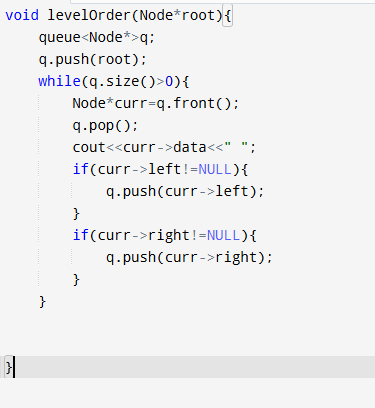 void levelOrder(Node*root){
    queue<Node*>q;
    q.push(root);
    while(q.size()>0){
        Node*curr=q.front();
        q.pop();
        cout<<curr->data<<" ";
        if(curr->left!=NULL){
            q.push(curr->left);
        }
        if(curr->right!=NULL){
            q.push(curr->right);
        }
    }
}